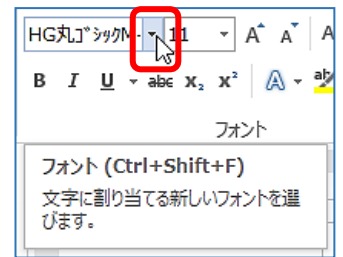 HG丸ｺﾞｼｯｸM- 11 A A A
B I U abc X₂ X² A ab
フォント
フォント (Ctrl+Shift+F)
文字に割り当てる新しいフォントを選
びます。